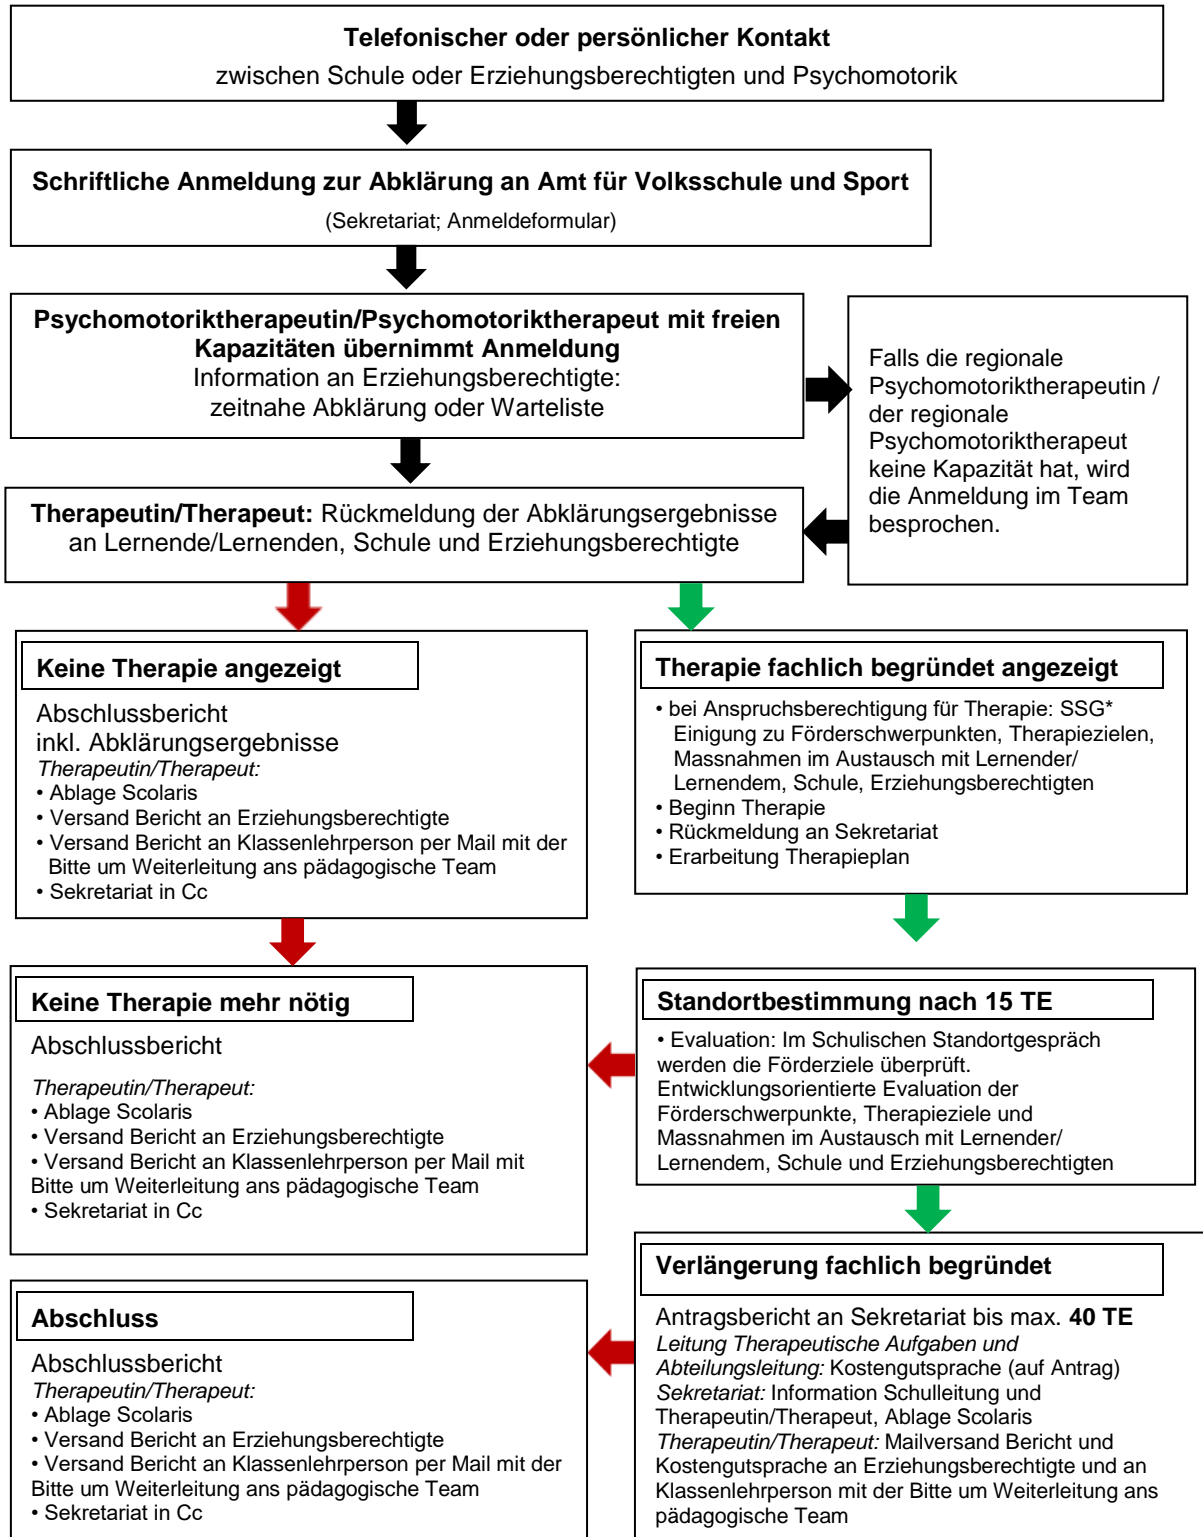 Telefonischer oder persönlicher Kontakt
zwischen Schule oder Erziehungsberechtigten und Psychomotorik
Schriftliche Anmeldung zur Abklärung an Amt für Volksschule und Sport
(Sekretariat; Anmeldeformular)
Psychomotoriktherapeutin/Psychomotoriktherapeut mit freien
Kapazitäten übernimmt Anmeldung
Information an Erziehungsberechtigte:
zeitnahe Abklärung oder Warteliste
Falls die regionale
Psychomotoriktherapeutin /
der regionale
Psychomotoriktherapeut
keine Kapazität hat, wird
die Anmeldung im Team
besprochen.
Therapeutin/Therapeut: Rückmeldung der Abklärungsergebnisse
an Lernende/Lernenden, Schule und Erziehungsberechtigte
Keine Therapie angezeigt
Abschlussbericht
inkl. Abklärungsergebnisse
Therapeutin/Therapeut:
• Ablage Scolaris
• Versand Bericht an Erziehungsberechtigte
• Versand Bericht an Klassenlehrperson per Mail mit der
Bitte um Weiterleitung ans pädagogische Team
• Sekretariat in Cc
Therapie fachlich begründet angezeigt
• bei Anspruchsberechtigung für Therapie: SSG*
Einigung zu Förderschwerpunkten, Therapiezielen,
Massnahmen im Austausch mit Lernender/
Lernendem, Schule, Erziehungsberechtigten
• Beginn Therapie
• Rückmeldung an Sekretariat
• Erarbeitung Therapieplan
Keine Therapie mehr nötig
Abschlussbericht
Therapeutin/Therapeut:
• Ablage Scolaris
• Versand Bericht an Erziehungsberechtigte
• Versand Bericht an Klassenlehrperson per Mail mit
Bitte um Weiterleitung ans pädagogische Team
• Sekretariat in Cc
Standortbestimmung nach 15 TE
• Evaluation: Im Schulischen Standortgespräch
werden die Förderziele überprüft.
Entwicklungsorientierte Evaluation der
Förderschwerpunkte, Therapieziele und
Massnahmen im Austausch mit Lernender/
Lernendem, Schule und Erziehungsberechtigten
Abschluss
Abschlussbericht
Therapeutin/Therapeut:
• Ablage Scolaris
• Versand Bericht an Erziehungsberechtigte
• Versand Bericht an Klassenlehrperson per Mail mit der
Bitte um Weiterleitung ans pädagogische Team
• Sekretariat in Cc
Verlängerung fachlich begründet
Antragsbericht an Sekretariat bis max. 40 TE
Leitung Therapeutische Aufgaben und
Abteilungsleitung: Kostengutsprache (auf Antrag)
Sekretariat: Information Schulleitung und
Therapeutin/Therapeut, Ablage Scolaris
Therapeutin/Therapeut: Mailversand Bericht und
Kostengutsprache an Erziehungsberechtigte und an
Klassenlehrperson mit der Bitte um Weiterleitung ans
pädagogische Team